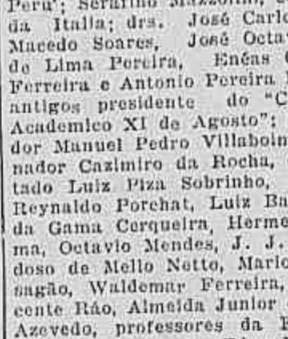 Peru"; Serafino Mazzolini,
da Italia; drs. José Carlo
Macedo Soares, José Octav
de Lima Pereira, Enéas
Ferreira e Antonio Pereira
antigos presidente do "C
Academico XI de Agosto";
dor Manuel Pedro Villaboin
nador Cazimiro da Rocha,
tado Luiz Piza Sobrinho,
Reynaldo Porchat, Luiz Ba
da Gama Cerqueira, Herme
ma, Octavio Mendes, J. J.
doso de Mello Netto, Mario
sagão, Waldemar Ferreira,
cente Ráo, Almeida Junior
Azevedo, professores da F